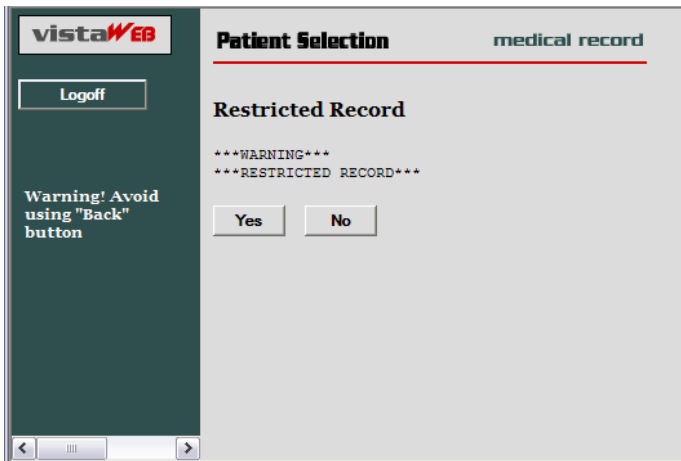 vistaWEB
Logoff
Warning! Avoid
using "Back"
button
Patient Selection
medical record
Restricted Record
***WARNING***
***RESTRICTED RECORD***
Yes
No